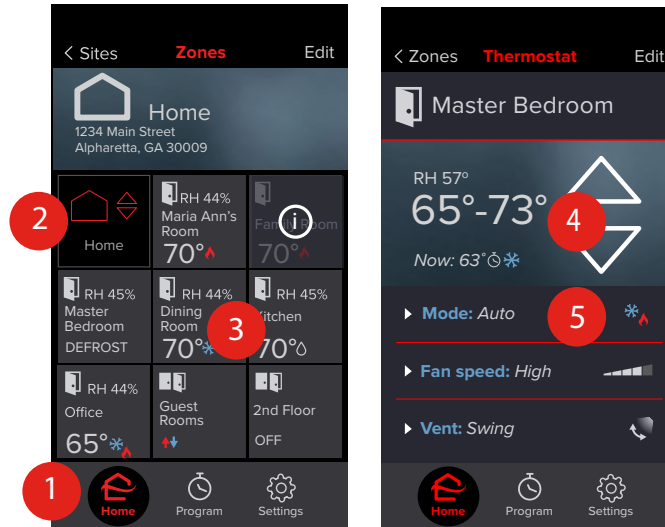 Sites Zones Edit
Home
1234 Main Street
Alpharetta, GA 30009
2
Home
RH 44%
Maria Ann's
Room
70°
i
Family Room
70°
RH 45%
Master
Bedroom
DEFROST
RH 44%
Dining
Room
70°
3
RH 45%
Kitchen
70°
RH 44%
Office
65°
Guest
Rooms
2nd Floor
OFF
1
Home
Program
Settings
Zones Thermostat Edit
Master Bedroom
RH 57°
65°-73°
4
Now: 63°
Mode: Auto
5
Fan speed: High
Vent: Swing
Home
Program
Settings